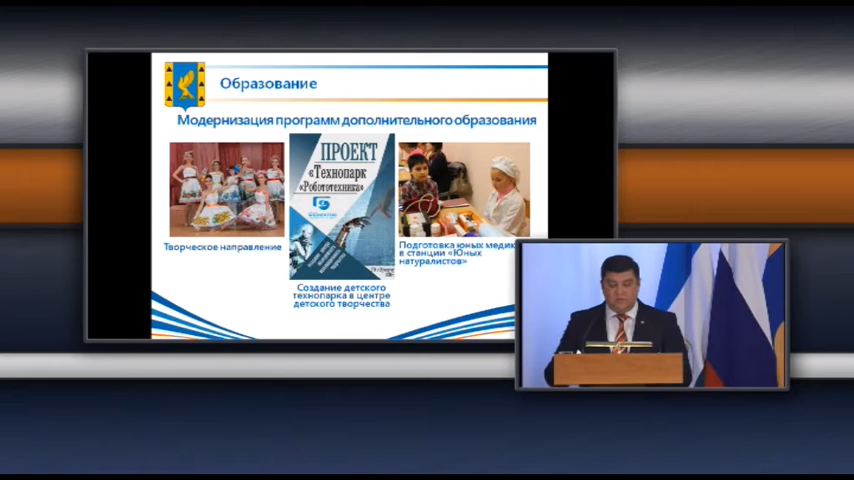 Образование
Модернизация программ дополнительного образования
ПРОЕКТ
«Технопарк
«Робототехника»
Творческое направление
Создание детского
технопарка в центре
детского творчества
Подготовка юных медик
в станции «Юных
натуралистов»